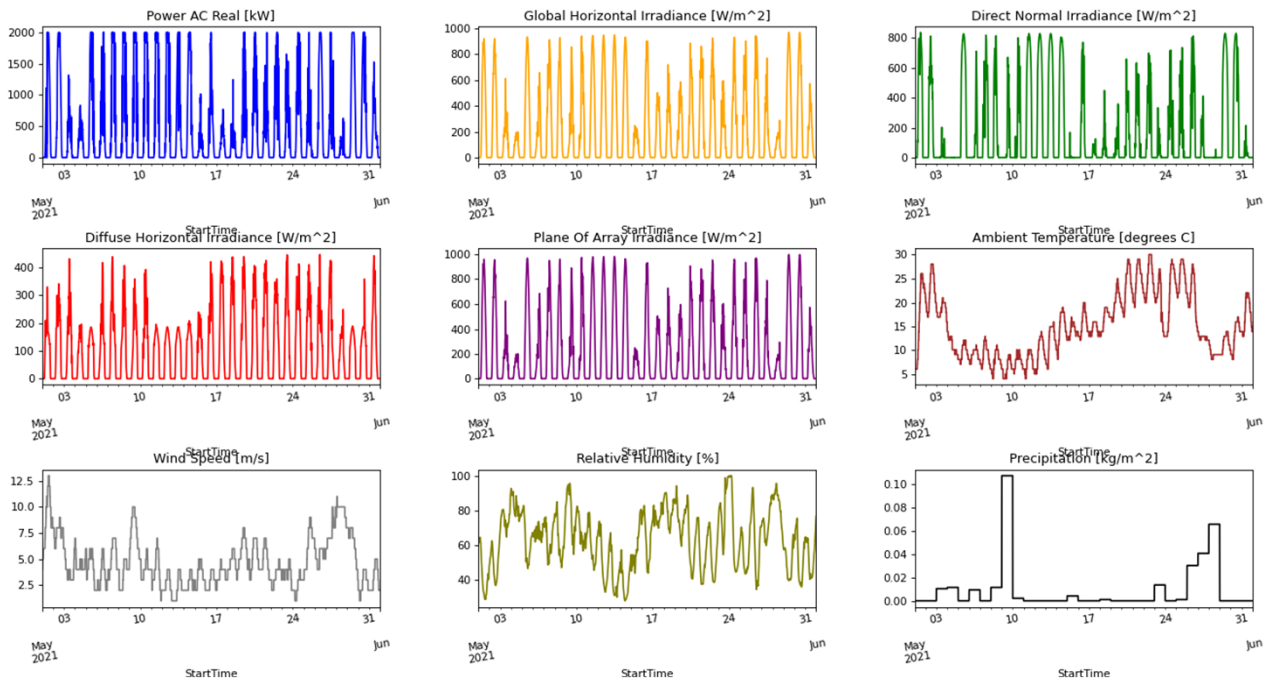 Power AC Real [kW]
2000
1500
1000
500
0
03
10
17
24
31
May
2021
Jun
StartTime
Global Horizontal Irradiance [W/m^2]
1000
800
600
400
200
0
03
10
17
24
31
May
2021
Jun
StartTime
Direct Normal Irradiance [W/m^2]
800
600
400
200
0
03
10
17
24
31
May
2021
Jun
StartTime
Diffuse Horizontal Irradiance [W/m^2]
400
300
200
100
0
03
10
17
24
31
May
2021
Jun
StartTime
Plane Of Array Irradiance [W/m^2]
1000
800
600
400
200
0
03
10
17
24
31
May
2021
Jun
StartTime
Ambient Temperature [degrees C]
30
25
20
15
10
5
03
10
17
24
31
May
2021
Jun
StartTime
Wind Speed [m/s]
12.5
10.0
7.5
5.0
2.5
03
10
17
24
31
May
2021
Jun
StartTime
Relative Humidity [%]
100
80
60
40
03
10
17
24
31
May
2021
Jun
StartTime
Precipitation [kg/m^2]
0.10
0.08
0.06
0.04
0.02
0.00
03
10
17
24
31
May
2021
Jun
StartTime